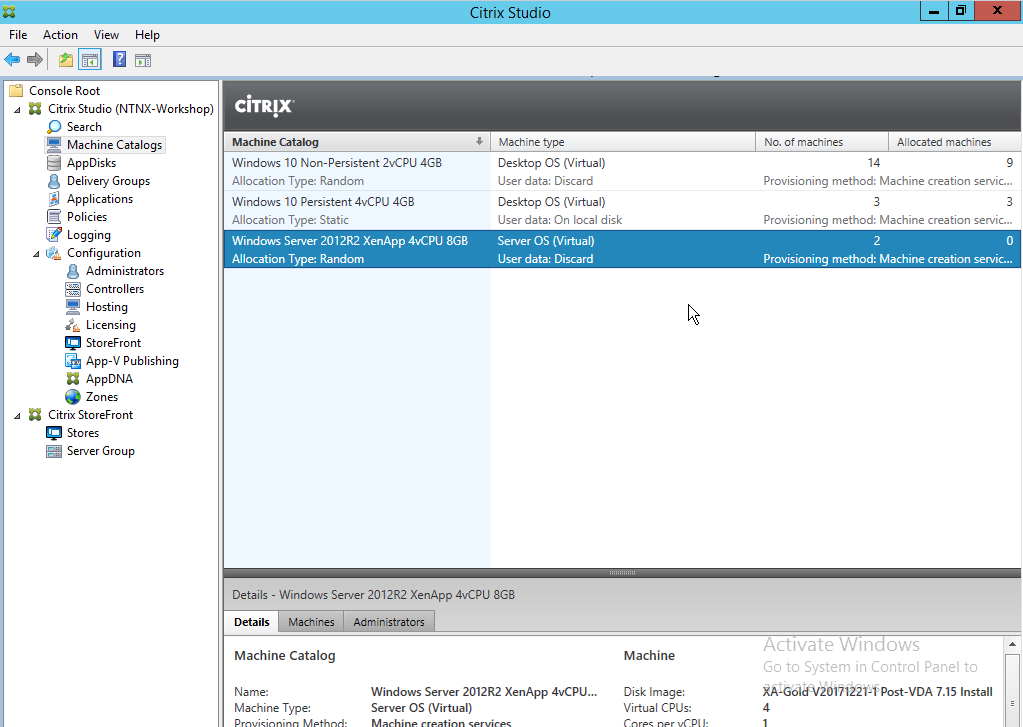 Citrix Studio
File Action View Help
Console Root
Citrix Studio (NTNX-Workshop)
Search
Machine Catalogs
AppDisks
Delivery Groups
Applications
Policies
Logging
Configuration
Administrators
Controllers
Hosting
Licensing
StoreFront
App-V Publishing
AppDNA
Zones
Citrix StoreFront
Stores
Server Group
CITRIX
Machine Catalog Machine type No. of machines Allocated machines
Windows 10 Non-Persistent 2vCPU 4GB Desktop OS (Virtual) 14 9
Allocation Type: Random User data: Discard Provisioning method: Machine creation servic...
Windows 10 Persistent 4vCPU 4GB Desktop OS (Virtual) 3 3
Allocation Type: Static User data: On local disk Provisioning method: Machine creation servic...
Windows Server 2012R2 XenApp 4vCPU 8GB Server OS (Virtual) 2 0
Allocation Type: Random User data: Discard Provisioning method: Machine creation servic...
Details - Windows Server 2012R2 XenApp 4vCPU 8GB
Details Machines Administrators
Machine Catalog Machine
Activate Windows
Go to System in Control Panel to
activate Windows.
Name: Windows Server 2012R2 XenApp 4vCPU... Disk Image: XA-Gold V20171221-1 Post-VDA 7.15 Install
Machine Type: Server OS (Virtual) Virtual CPUs: 4
Provisioning Method: Machine creation services Cores per vCPU: 1